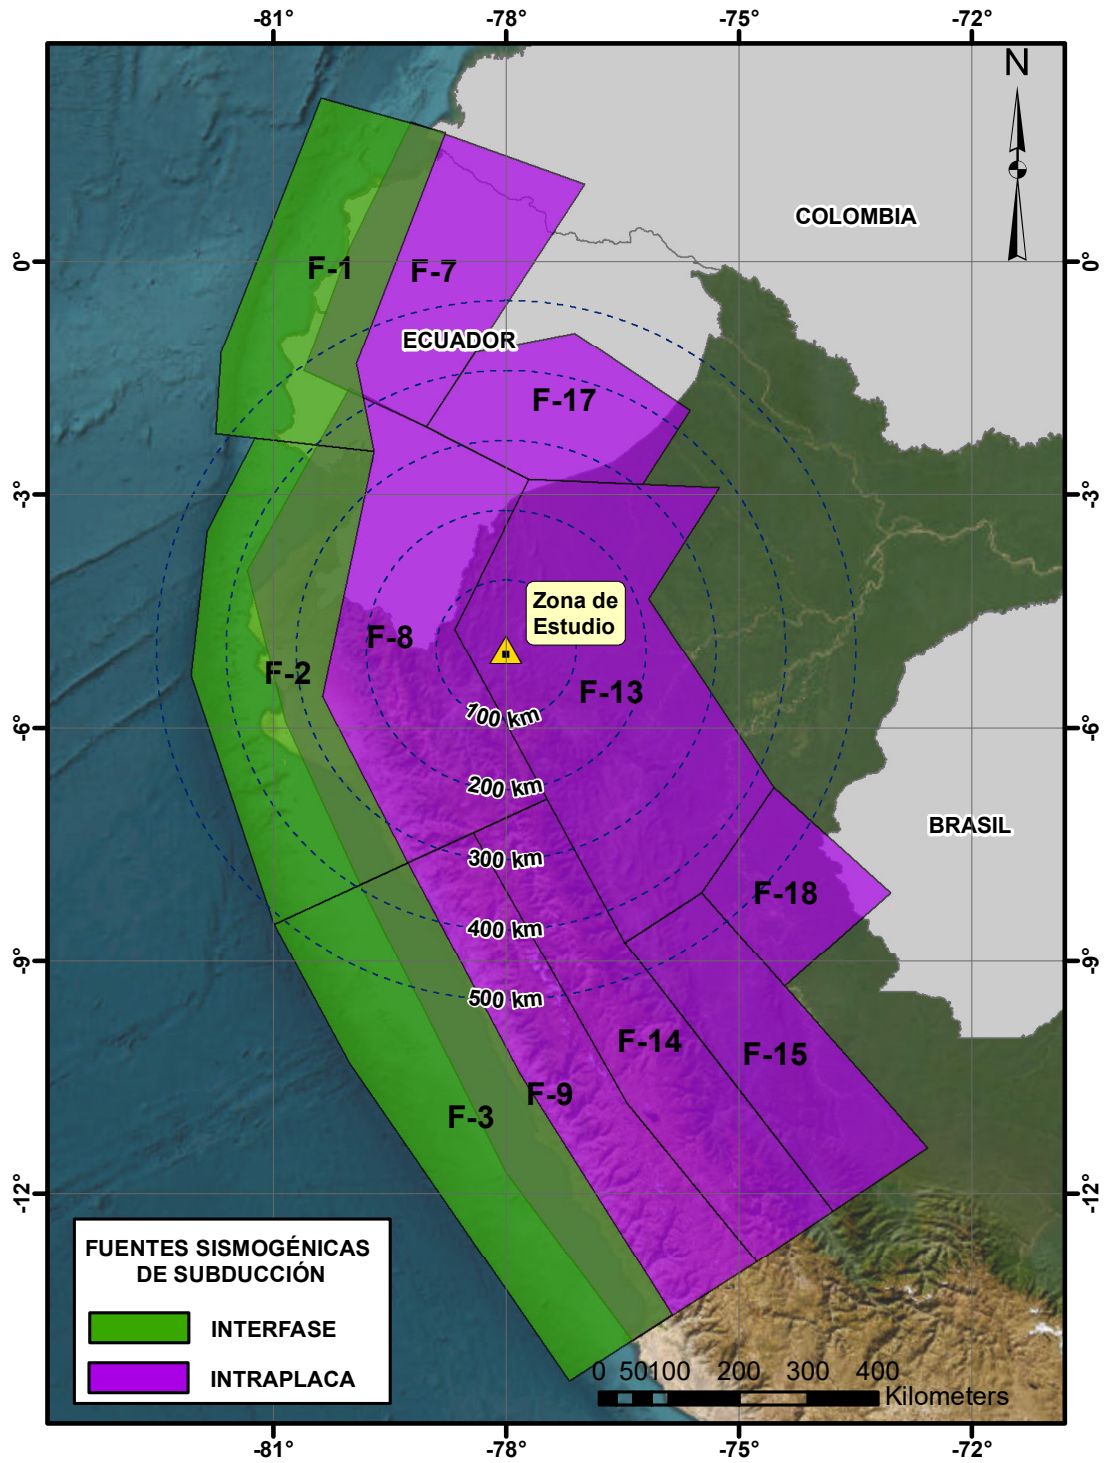 -81°
-78°
-75°
-72°
N
COLOMBIA
0°
0°
F-1
F-7
ECUADOR
F-17
-3°
-3°
Zona de
Estudio
F-8
F-2
F-13
100 km
-6°
-6°
200 km
BRASIL
300 km
F-18
400 km
-9°
-9°
500 km
F-14
F-15
F-9
F-3
-12°
-12°
FUENTES SISMOGÉNICAS
DE SUBDUCCIÓN
INTERFASE
INTRAPLACA
0 50 100 200 300 400
Kilometers
-81°
-78°
-75°
-72°